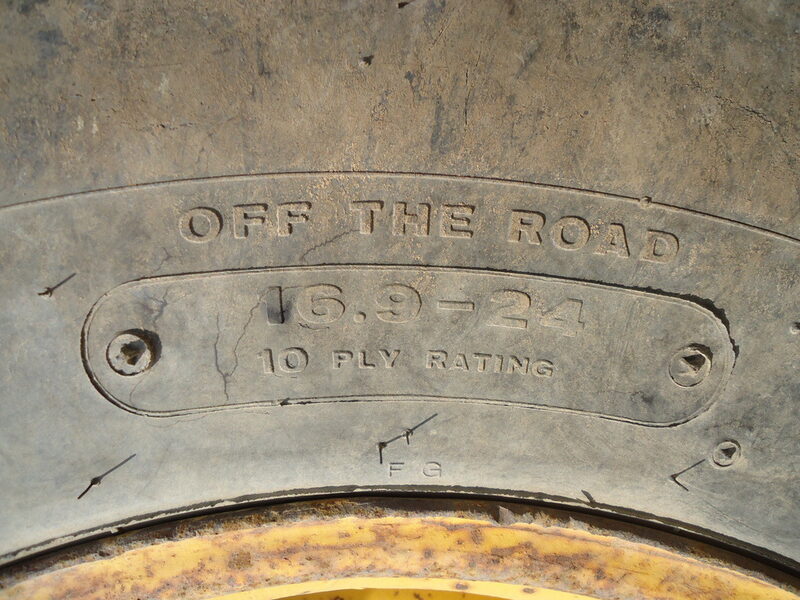 OFF THE ROAD
16.9-24
10 PLY RATING
F G